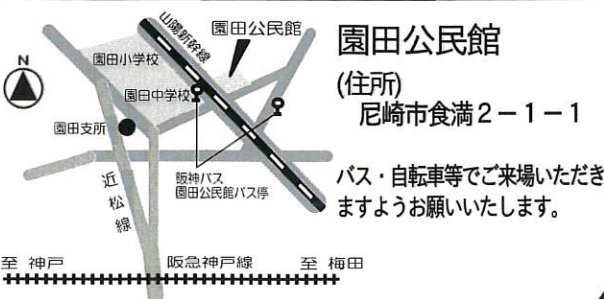 園田公民館
(住所)
尼崎市食満2-1-1
バス・自転車等でご来場いただき
ますようお願いいたします。
N
山陽新幹線
園田公民館
園田小学校
園田中学校
園田支所
阪神バス
園田公民館バス停
近松線
至 神戸
阪急神戸線
至 梅田